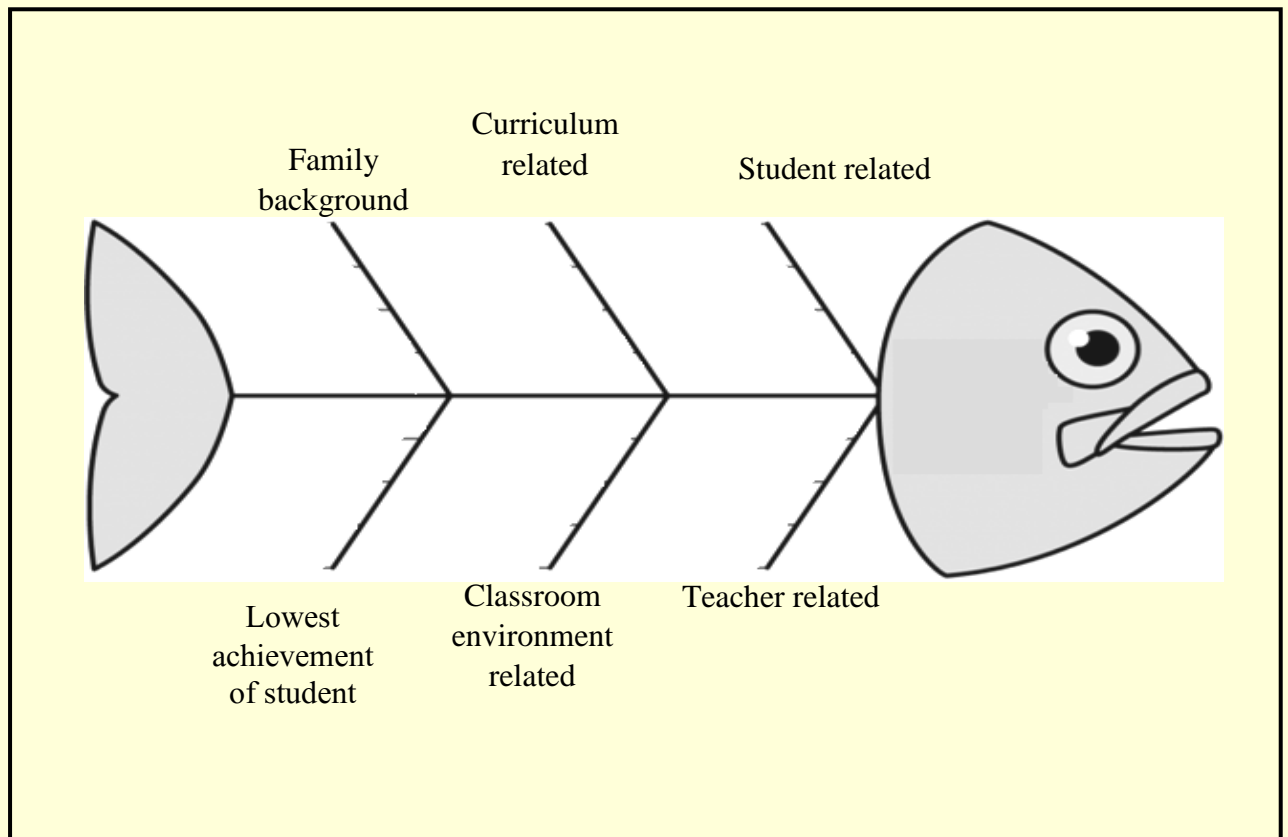 Family
background
Curriculum
related
Student related
Lowest
achievement
of student
Classroom
environment
related
Teacher related